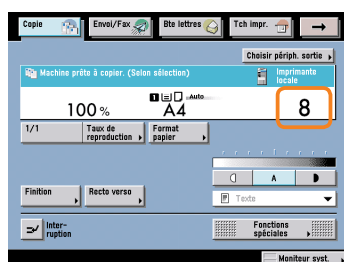 Copie
Envoi/Fax
Bte lettres
Tch impr.
Choisir périph. sortie
Machine prête à copier. (Selon sélection)
Imprimante
locale
100 %
Auto
A4
8
1/1
Taux de
reproduction
Format
papier
A
Finition
Recto verso
Texte
Inter-
ruption
Fonctions
spéciales
Moniteur syst.